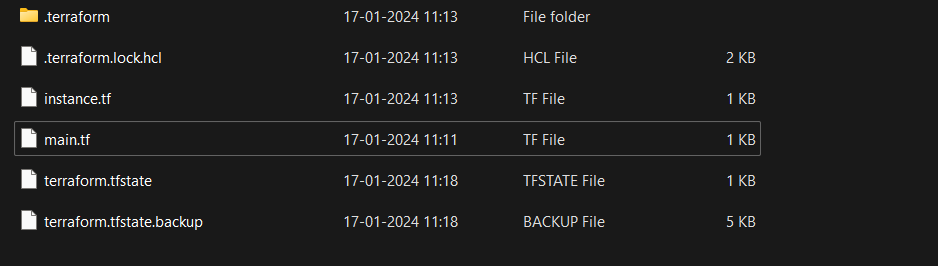 .terraform 17-01-2024 11:13 File folder
.terraform.lock.hcl 17-01-2024 11:13 HCL File 2 KB
instance.tf 17-01-2024 11:13 TF File 1 KB
main.tf 17-01-2024 11:11 TF File 1 KB
terraform.tfstate 17-01-2024 11:18 TFSTATE File 1 KB
terraform.tfstate.backup 17-01-2024 11:18 BACKUP File 5 KB